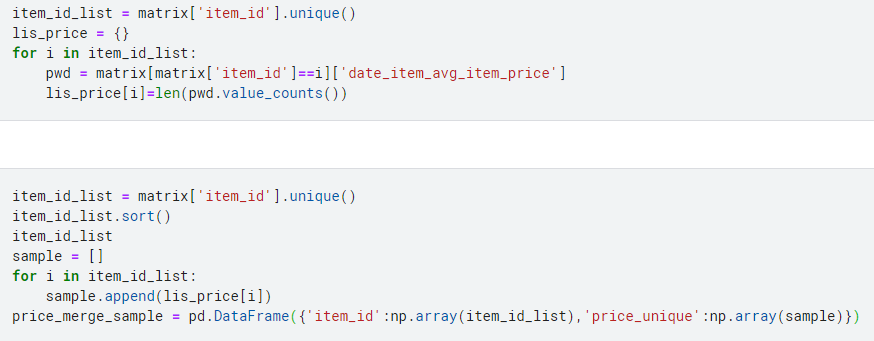 item_id_list = matrix['item_id'].unique()
lis_price = {}
for i in item_id_list:
    pwd = matrix[matrix['item_id']==i]['date_item_avg_item_price']
    lis_price[i]=len(pwd.value_counts())
item_id_list = matrix['item_id'].unique()
item_id_list.sort()
item_id_list
sample = []
for i in item_id_list:
    sample.append(lis_price[i])
price_merge_sample = pd.DataFrame({'item_id':np.array(item_id_list),'price_unique':np.array(sample)})